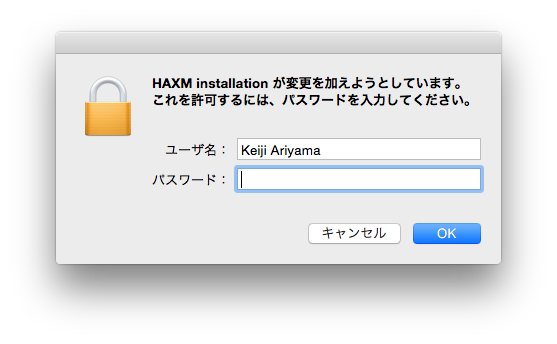 HAXM installation が変更を加えようとしています。
これを許可するには、パスワードを入力してください。
ユーザ名： Keiji Ariyama
パスワード：
キャンセル OK